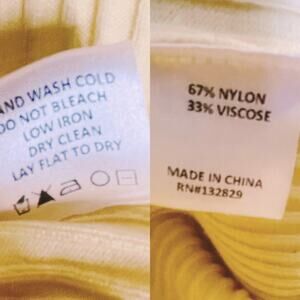 AND WASH COLD
DO NOT BLEACH
LOW IRON
DRY CLEAN
LAY FLAT TO DRY
67% NYLON
33% VISCOSE
MADE IN CHINA
RN#132829